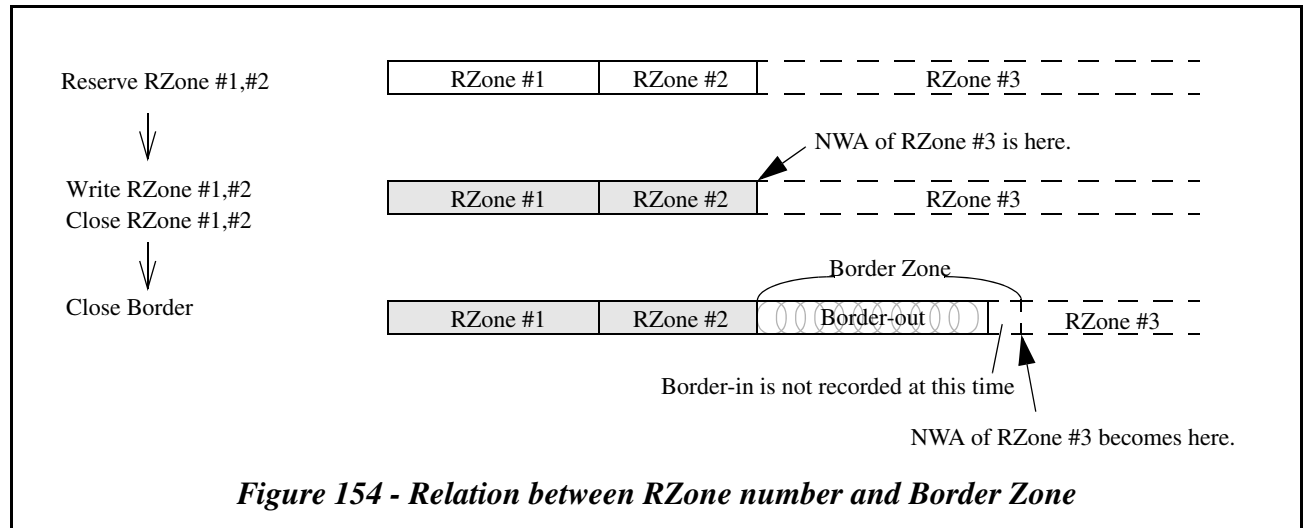 Reserve RZone #1,#2
RZone #1
RZone #2
RZone #3
NWA of RZone #3 is here.
Write RZone #1,#2
Close RZone #1,#2
RZone #1
RZone #2
RZone #3
Border Zone
Close Border
RZone #1
RZone #2
Border-out
RZone #3
Border-in is not recorded at this time
NWA of RZone #3 becomes here.
Figure 154 - Relation between RZone number and Border Zone